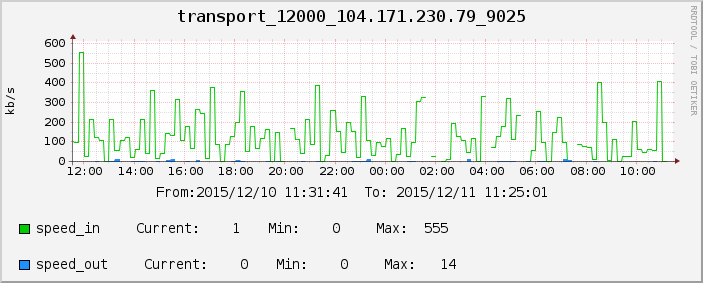 transport_12000_104.171.230.79_9025
RRDTOOL / TOBI OETIKER
kb/s
600
500
400
300
200
100
0
12:00 14:00 16:00 18:00 20:00 22:00 00:00 02:00 04:00 06:00 08:00 10:00
From:2015/12/10 11:31:41 To: 2015/12/11 11:25:01
speed_in Current: 1 Min: 0 Max: 555
speed_out Current: 0 Min: 0 Max: 14